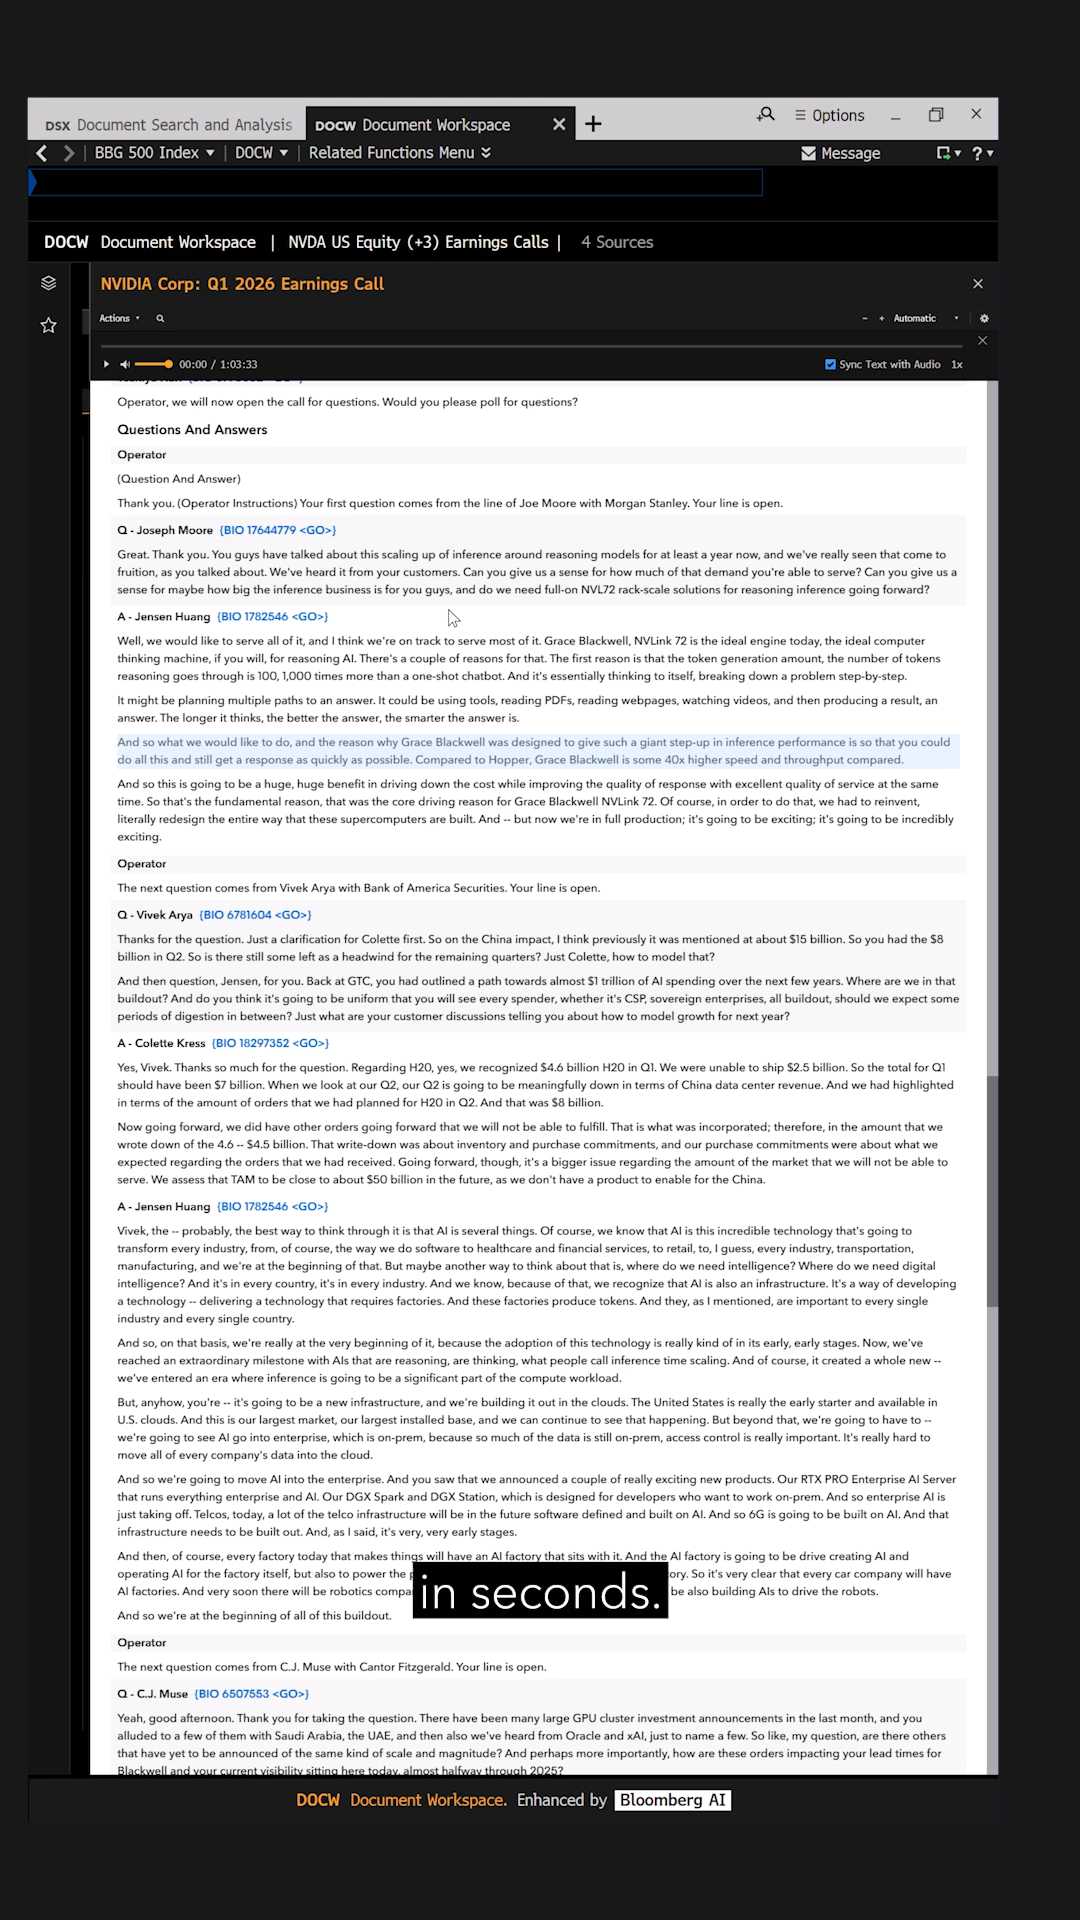 DSX Document Search and Analysis
DOCW Document Workspace
Options
BBG 500 Index
DOCW
Related Functions Menu
Message
?
DOCW Document Workspace | NVDA US Equity (+3) Earnings Calls | 4 Sources
NVIDIA Corp: Q1 2026 Earnings Call
Actions
Automatic
00:00 / 1:03:33
Sync Text with Audio 1x
Operator, we will now open the call for questions. Would you please poll for questions?
Questions And Answers
Operator
(Question And Answer)
Thank you. (Operator Instructions) Your first question comes from the line of Joe Moore with Morgan Stanley. Your line is open.
Q - Joseph Moore {BIO 17644779 <GO>}
Great. Thank you. You guys have talked about this scaling up of inference around reasoning models for at least a year now, and we've really seen that come to
fruition, as you talked about. We've heard it from your customers. Can you give us a sense for how much of that demand you're able to serve? Can you give us a
sense for maybe how big the inference business is for you guys, and do we need full-on NVL72 rack-scale solutions for reasoning inference going forward?
A - Jensen Huang {BIO 1782546 <GO>}
Well, we would like to serve all of it, and I think we're on track to serve most of it. Grace Blackwell, NVLink 72 is the ideal engine today, the ideal computer
thinking machine, if you will, for reasoning AI. There's a couple of reasons for that. The first reason is that the token generation amount, the number of tokens
reasoning goes through is 100, 1,000 times more than a one-shot chatbot. And it's essentially thinking to itself, breaking down a problem step-by-step.
It might be planning multiple paths to an answer. It could be using tools, reading PDFs, reading webpages, watching videos, and then producing a result, an
answer. The longer it thinks, the better the answer, the smarter the answer is.
And so what we would like to do, and the reason why Grace Blackwell was designed to give such a giant step-up in inference performance is so that you could
do all this and still get a response as quickly as possible. Compared to Hopper, Grace Blackwell is some 40x higher speed and throughput compared.
And so this is going to be a huge, huge benefit in driving down the cost while improving the quality of response with excellent quality of service at the same
time. So that's the fundamental reason, that was the core driving reason for Grace Blackwell NVLink 72. Of course, in order to do that, we had to reinvent,
literally redesign the entire way that these supercomputers are built. And -- but now we're in full production; it's going to be exciting; it's going to be incredibly
exciting.
Operator
The next question comes from Vivek Arya with Bank of America Securities. Your line is open.
Q - Vivek Arya {BIO 6781604 <GO>}
Thanks for the question. Just a clarification for Colette first. So on the China impact, I think previously it was mentioned at about $15 billion. So you had the $8
billion in Q2. So is there still some left as a headwind for the remaining quarters? Just Colette, how to model that?
And then question, Jensen, for you. Back at GTC, you had outlined a path towards almost $1 trillion of AI spending over the next few years. Where are we in that
buildout? And do you think it's going to be uniform that you will see every spender, whether it's CSP, sovereign enterprises, all buildout, should we expect some
periods of digestion in between? Just what are your customer discussions telling you about how to model growth for next year?
A - Colette Kress {BIO 18297352 <GO>}
Yes, Vivek. Thanks so much for the question. Regarding H20, yes, we recognized $4.6 billion H20 in Q1. We were unable to ship $2.5 billion. So the total for Q1
should have been $7 billion. When we look at our Q2, our Q2 is going to be meaningfully down in terms of China data center revenue. And we had highlighted
in terms of the amount of orders that we had planned for H20 in Q2. And that was $8 billion.
Now going forward, we did have other orders going forward that we will not be able to fulfill. That is what was incorporated; therefore, in the amount that we
wrote down of the 4.6 -- $4.5 billion. That write-down was about inventory and purchase commitments, and our purchase commitments were about what we
expected regarding the orders that we had received. Going forward, though, it's a bigger issue regarding the amount of the market that we will not be able to
serve. We assess that TAM to be close to about $50 billion in the future, as we don't have a product to enable for the China.
A - Jensen Huang {BIO 1782546 <GO>}
Vivek, the -- probably, the best way to think through it is that AI is several things. Of course, we know that AI is this incredible technology that's going to
transform every industry, from, of course, the way we do software to healthcare and financial services, to retail, to, I guess, every industry, transportation,
manufacturing, and we're at the beginning of that. But maybe another way to think about that is, where do we need intelligence? Where do we need digital
intelligence? And it's in every country, it's in every industry. And we know, because of that, we recognize that AI is also an infrastructure. It's a way of developing
a technology -- delivering a technology that requires factories. And these factories produce tokens. And they, as I mentioned, are important to every single
industry and every single country.
And so, on that basis, we're really at the very beginning of it, because the adoption of this technology is really kind of in its early, early stages. Now, we've
reached an extraordinary milestone with AIs that are reasoning, are thinking, what people call inference time scaling. And of course, it created a whole new --
we've entered an era where inference is going to be a significant part of the compute workload.
But, anyhow, you're -- it's going to be a new infrastructure, and we're building it out in the clouds. The United States is really the early starter and available in
U.S. clouds. And this is our largest market, our largest installed base, and we can continue to see that happening. But beyond that, we're going to have to --
we're going to see AI go into enterprise, which is on-prem, because so much of the data is still on-prem, access control is really important. It's really hard to
move all of every company's data into the cloud.
And so we're going to move AI into the enterprise. And you saw that we announced a couple of really exciting new products. Our RTX PRO Enterprise AI Server
that runs everything enterprise and AI. Our DGX Spark and DGX Station, which is designed for developers who want to work on-prem. And so enterprise AI is
just taking off. Telcos, today, a lot of the telco infrastructure will be in the future software defined and built on AI. And so 6G is going to be built on AI. And that
infrastructure needs to be built out. And, as I said, it's very, very early stages.
And then, of course, every factory today that makes things will have an AI factory that sits with it. And the AI factory is going to be drive creating AI and
operating AI for the factory itself, but also to power the ory. So it's very clear that every car company will have
AI factories. And very soon there will be robotics compa be also building AIs to drive the robots.
in seconds.
And so we're at the beginning of all of this buildout.
Operator
The next question comes from C.J. Muse with Cantor Fitzgerald. Your line is open.
Q - C.J. Muse {BIO 6507553 <GO>}
Yeah, good afternoon. Thank you for taking the question. There have been many large GPU cluster investment announcements in the last month, and you
alluded to a few of them with Saudi Arabia, the UAE, and then also we've heard from Oracle and xAI, just to name a few. So like, my question, are there others
that have yet to be announced of the same kind of scale and magnitude? And perhaps more importantly, how are these orders impacting your lead times for
Blackwell and your current visibility sitting here today, almost halfway through 2025?
DOCW Document Workspace. Enhanced by Bloomberg AI